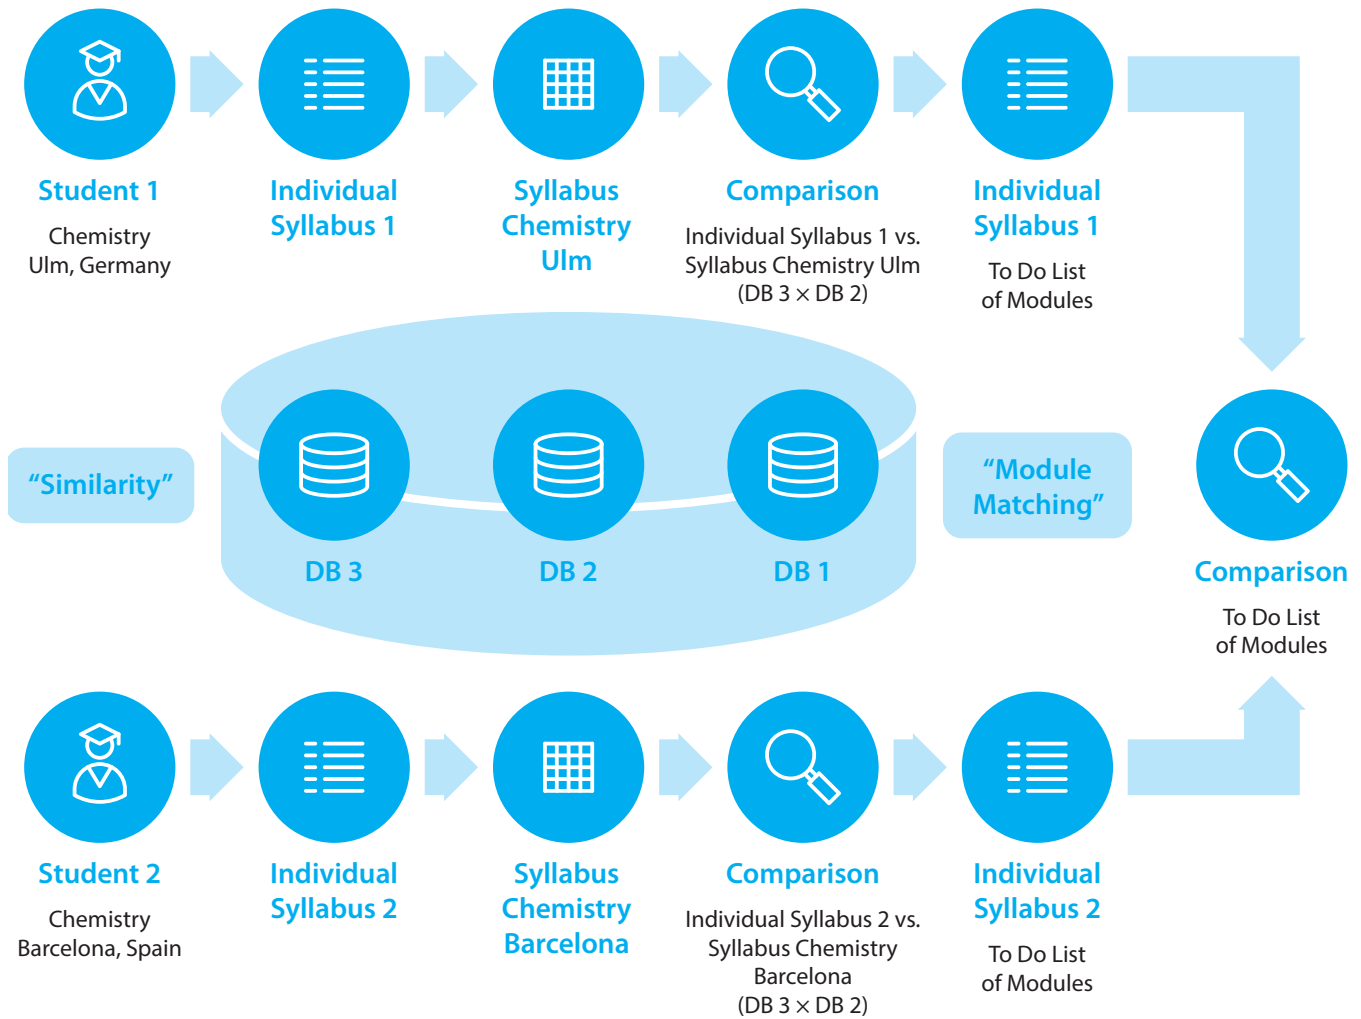 Student 1
Chemistry
Ulm, Germany
Individual
Syllabus 1
Syllabus
Chemistry
Ulm
Comparison
Individual Syllabus 1 vs.
Syllabus Chemistry Ulm
(DB 3 × DB 2)
Individual
Syllabus 1
To Do List
of Modules
“Similarity”
DB 3
DB 2
DB 1
“Module
Matching”
Comparison
To Do List
of Modules
Student 2
Chemistry
Barcelona, Spain
Individual
Syllabus 2
Syllabus
Chemistry
Barcelona
Comparison
Individual Syllabus 2 vs.
Syllabus Chemistry
Barcelona
(DB 3 × DB 2)
Individual
Syllabus 2
To Do List
of Modules